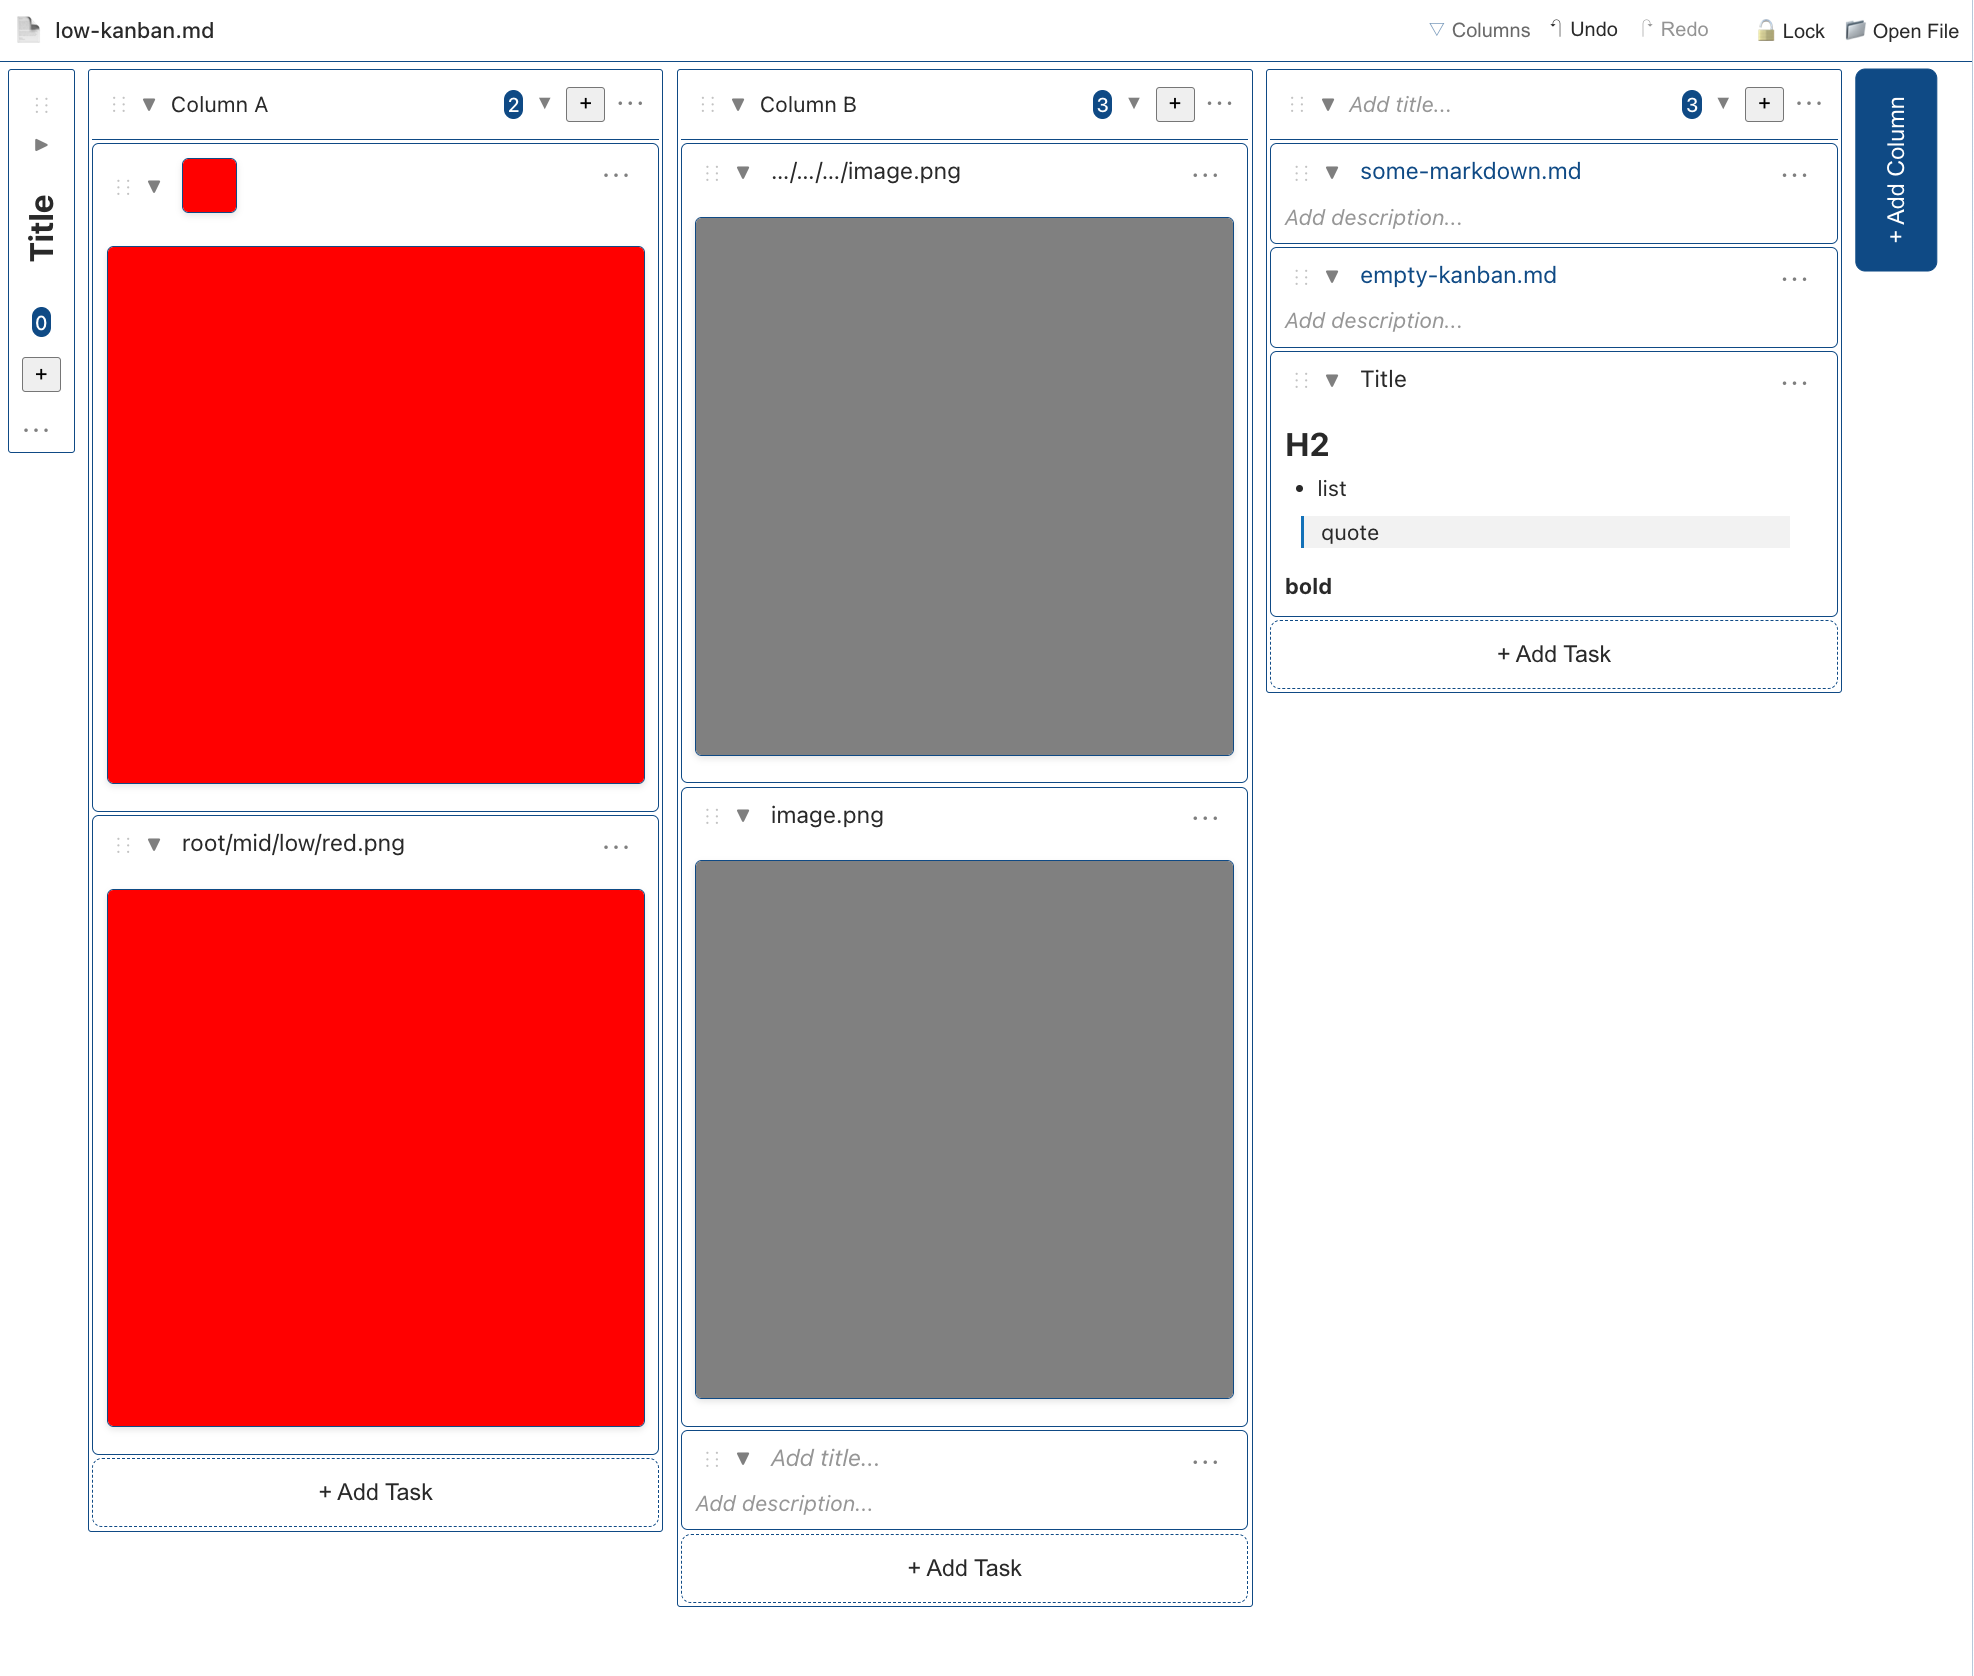 low-kanban.md
Columns
Undo
Redo
Lock
Open File
Title
0
+
...
Column A
2
+
...
...
root/mid/low/red.png
...
+ Add Task
Column B
3
+
...
.../.../.../image.png
...
image.png
...
Add title...
...
Add description...
+ Add Task
Add title...
3
+
...
some-markdown.md
...
Add description...
empty-kanban.md
...
Add description...
Title
...
H2
• list
quote
bold
+ Add Task
+ Add Column